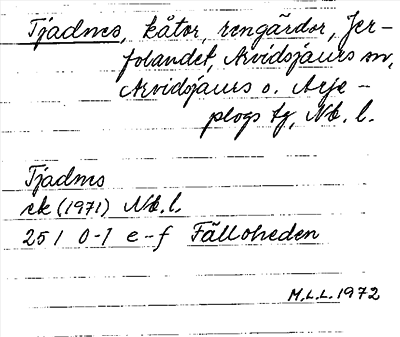 Tjadnes, kåtor, rengärdor, Jer-
folandet, Arvidsjaurs sn,
Arvidsjaurs o. Arje-
plogs tg, Nb. l.
Tjadnes
ek (1971) Nb. l.
25 I 0-1 e-f Fälloheden
M.L.L. 1972